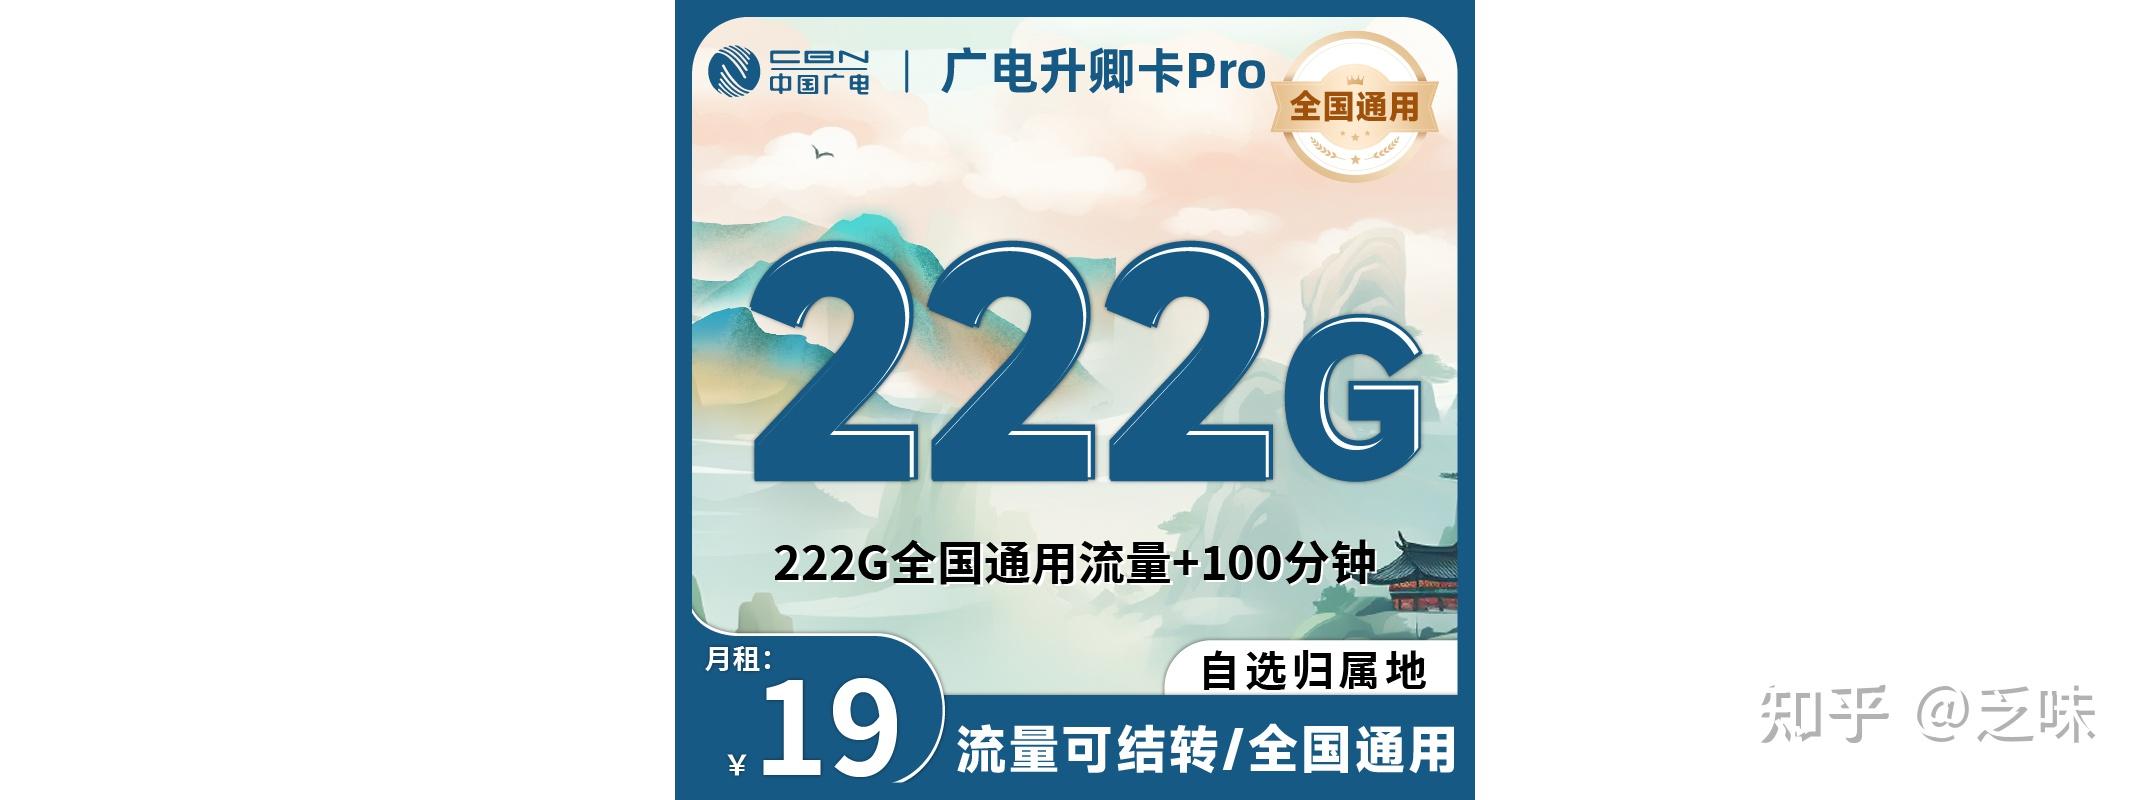 CBN
中国广电
广电升卿卡Pro
全国通用
222G
222G全国通用流量+100分钟
月租：
¥19
自选归属地
流量可结转/全国通用
知乎 @乏味